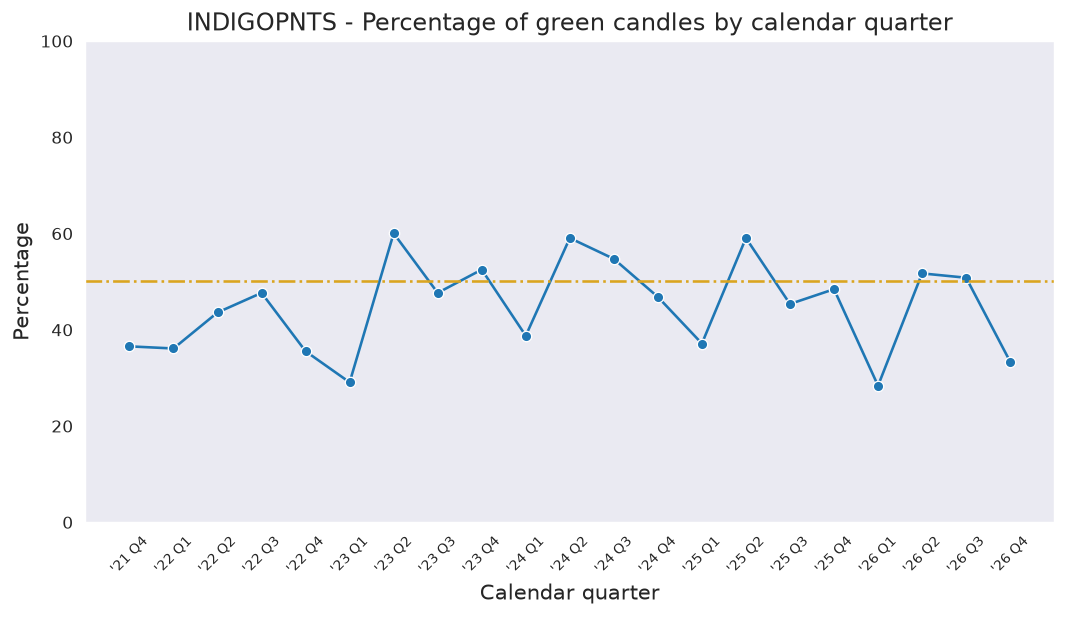 INDIGOPNTS - Percentage of green candles by calendar quarter
Percentage
100
80
60
40
20
0
'21 Q4
'22 Q1
'22 Q2
'22 Q3
'22 Q4
'23 Q1
'23 Q2
'23 Q3
'23 Q4
'24 Q1
'24 Q2
'24 Q3
'24 Q4
'25 Q1
'25 Q2
'25 Q3
'25 Q4
'26 Q1
'26 Q2
'26 Q3
'26 Q4
Calendar quarter